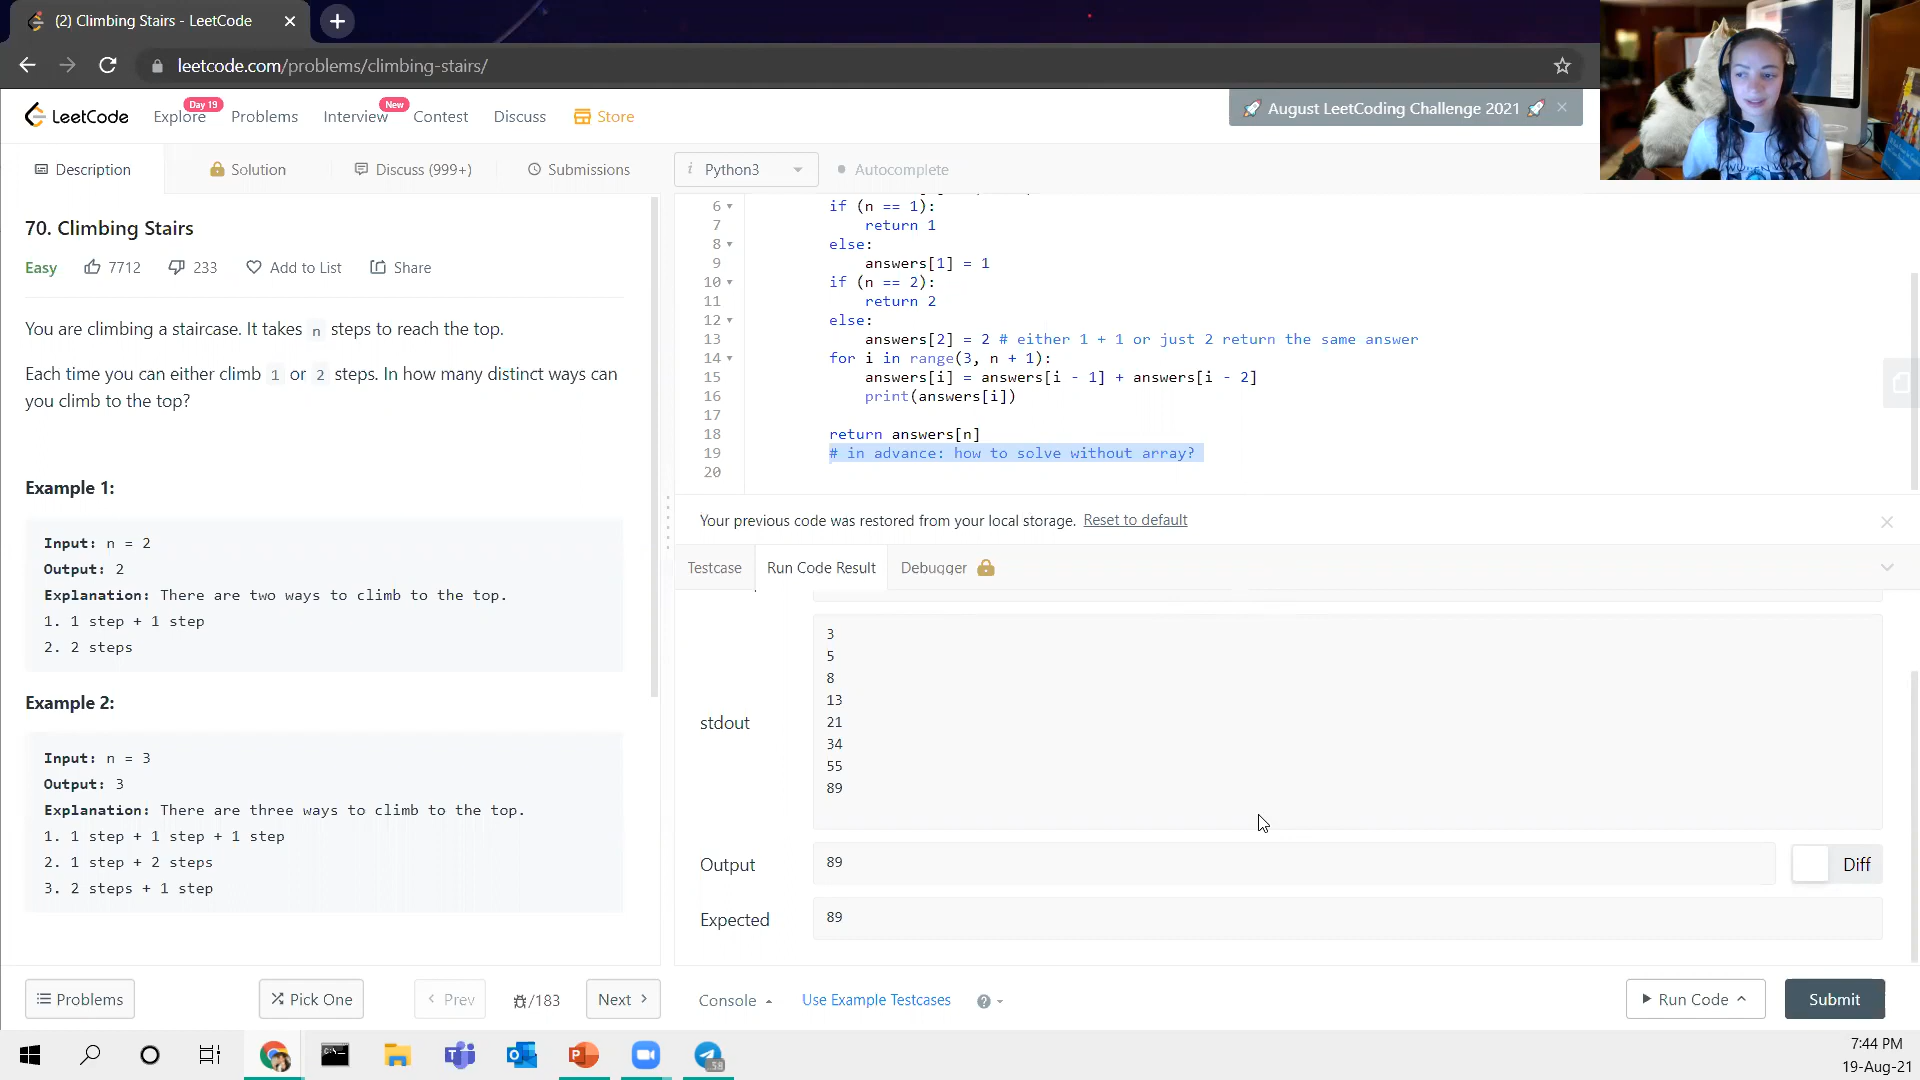 (2) Climbing Stairs - LeetCode
leetcode.com/problems/climbing-stairs/
LeetCode
Explore
Day 19
Problems
Interview
New
Contest
Discuss
Store
August LeetCoding Challenge 2021
Description
Solution
Discuss (999+)
Submissions
i Python3
Autocomplete
70. Climbing Stairs
Easy
7712
233
Add to List
Share
You are climbing a staircase. It takes n steps to reach the top.
Each time you can either climb 1 or 2 steps. In how many distinct ways can
you climb to the top?
Example 1:
Input: n = 2
Output: 2
Explanation: There are two ways to climb to the top.
1. 1 step + 1 step
2. 2 steps
Example 2:
Input: n = 3
Output: 3
Explanation: There are three ways to climb to the top.
1. 1 step + 1 step + 1 step
2. 1 step + 2 steps
3. 2 steps + 1 step
6 if (n == 1):
7 return 1
8 else:
9 answers[1] = 1
10 if (n == 2):
11 return 2
12 else:
13 answers[2] = 2 # either 1 + 1 or just 2 return the same answer
14 for i in range(3, n + 1):
15 answers[i] = answers[i - 1] + answers[i - 2]
16 print(answers[i])
17
18 return answers[n]
19 # in advance: how to solve without array?
20
Your previous code was restored from your local storage. Reset to default
Testcase
Run Code Result
Debugger
stdout
3
5
8
13
21
34
55
89
Output
89
Diff
Expected
89
Problems
Pick One
Prev
/183
Next
Console
Use Example Testcases
Run Code
Submit
58
7:44 PM
19-Aug-21